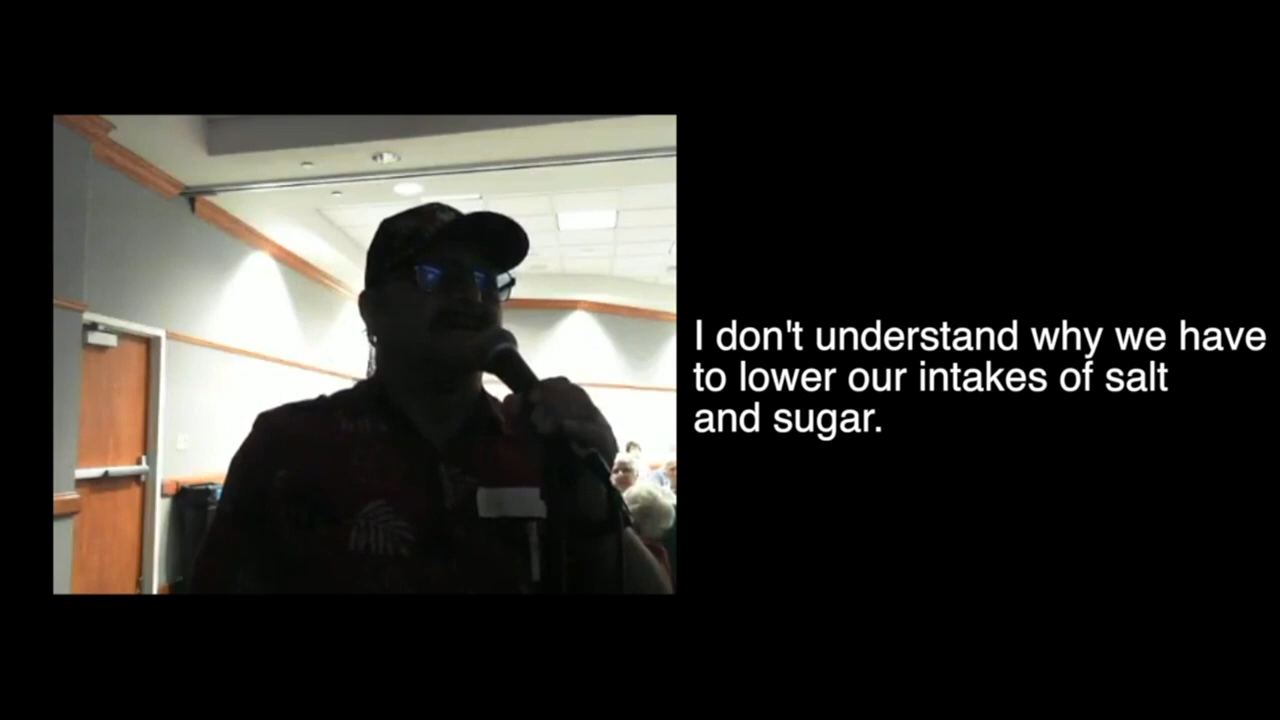 I don't understand why we have
to lower our intakes of salt
and sugar.